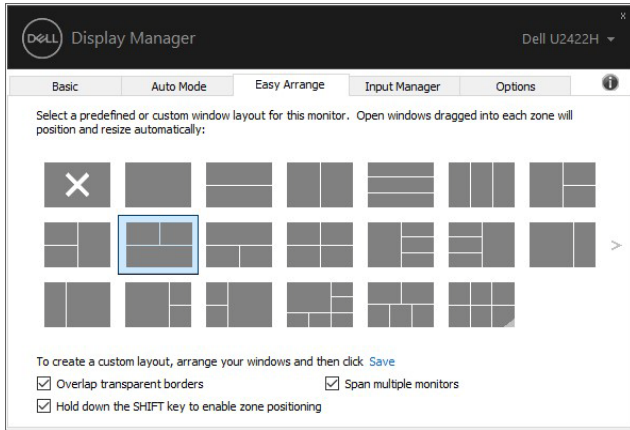 x
DELL Display Manager Dell U2422H
Basic Auto Mode Easy Arrange Input Manager Options i
Select a predefined or custom window layout for this monitor. Open windows dragged into each zone will
position and resize automatically:
>
To create a custom layout, arrange your windows and then click Save
Overlap transparent borders Span multiple monitors
Hold down the SHIFT key to enable zone positioning